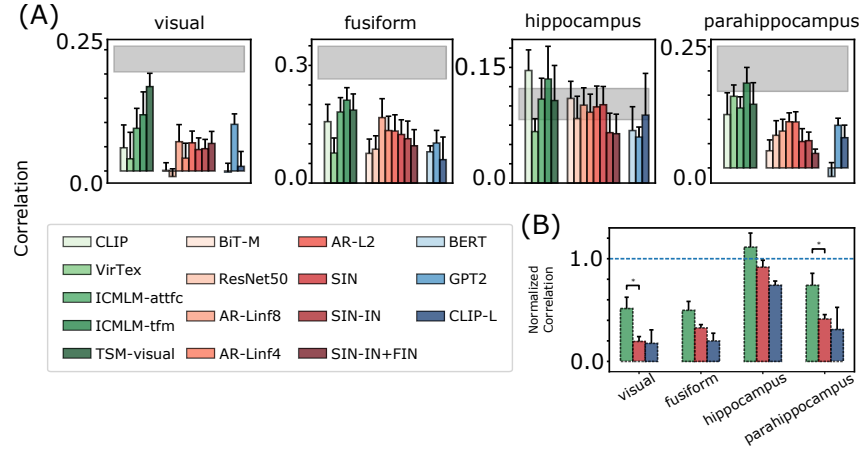 (A)
visual
fusiform
hippocampus
parahippocampus
0.25
0.0
0.3
0.0
0.15
0.0
0.25
0.0
Correlation
CLIP
VirTex
ICMLM-attfc
ICMLM-tfm
TSM-visual
BiT-M
ResNet50
AR-Linf8
AR-Linf4
AR-L2
SIN
SIN-IN
SIN-IN+FIN
BERT
GPT2
CLIP-L
(B)
Normalized
Correlation
1.0
0.0
*
*
visual
fusiform
hippocampus
parahippocampus